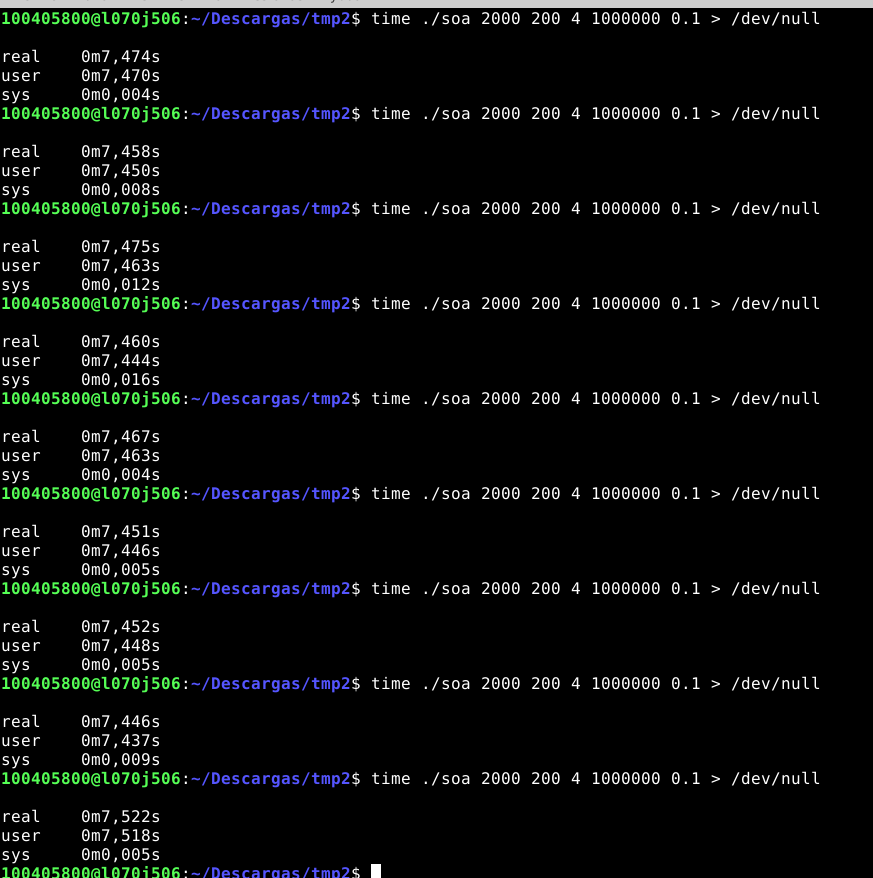 100405800@l070j506:~/Descargas/tmp2$ time ./soa 2000 200 4 1000000 0.1 > /dev/null
real 0m7,474s
user 0m7,470s
sys 0m0,004s
100405800@l070j506:~/Descargas/tmp2$ time ./soa 2000 200 4 1000000 0.1 > /dev/null
real 0m7,458s
user 0m7,450s
sys 0m0,008s
100405800@l070j506:~/Descargas/tmp2$ time ./soa 2000 200 4 1000000 0.1 > /dev/null
real 0m7,475s
user 0m7,463s
sys 0m0,012s
100405800@l070j506:~/Descargas/tmp2$ time ./soa 2000 200 4 1000000 0.1 > /dev/null
real 0m7,460s
user 0m7,444s
sys 0m0,016s
100405800@l070j506:~/Descargas/tmp2$ time ./soa 2000 200 4 1000000 0.1 > /dev/null
real 0m7,467s
user 0m7,463s
sys 0m0,004s
100405800@l070j506:~/Descargas/tmp2$ time ./soa 2000 200 4 1000000 0.1 > /dev/null
real 0m7,451s
user 0m7,446s
sys 0m0,005s
100405800@l070j506:~/Descargas/tmp2$ time ./soa 2000 200 4 1000000 0.1 > /dev/null
real 0m7,452s
user 0m7,448s
sys 0m0,005s
100405800@l070j506:~/Descargas/tmp2$ time ./soa 2000 200 4 1000000 0.1 > /dev/null
real 0m7,446s
user 0m7,437s
sys 0m0,009s
100405800@l070j506:~/Descargas/tmp2$ time ./soa 2000 200 4 1000000 0.1 > /dev/null
real 0m7,522s
user 0m7,518s
sys 0m0,005s
100405800@l070j506:~/Descargas/tmp2$